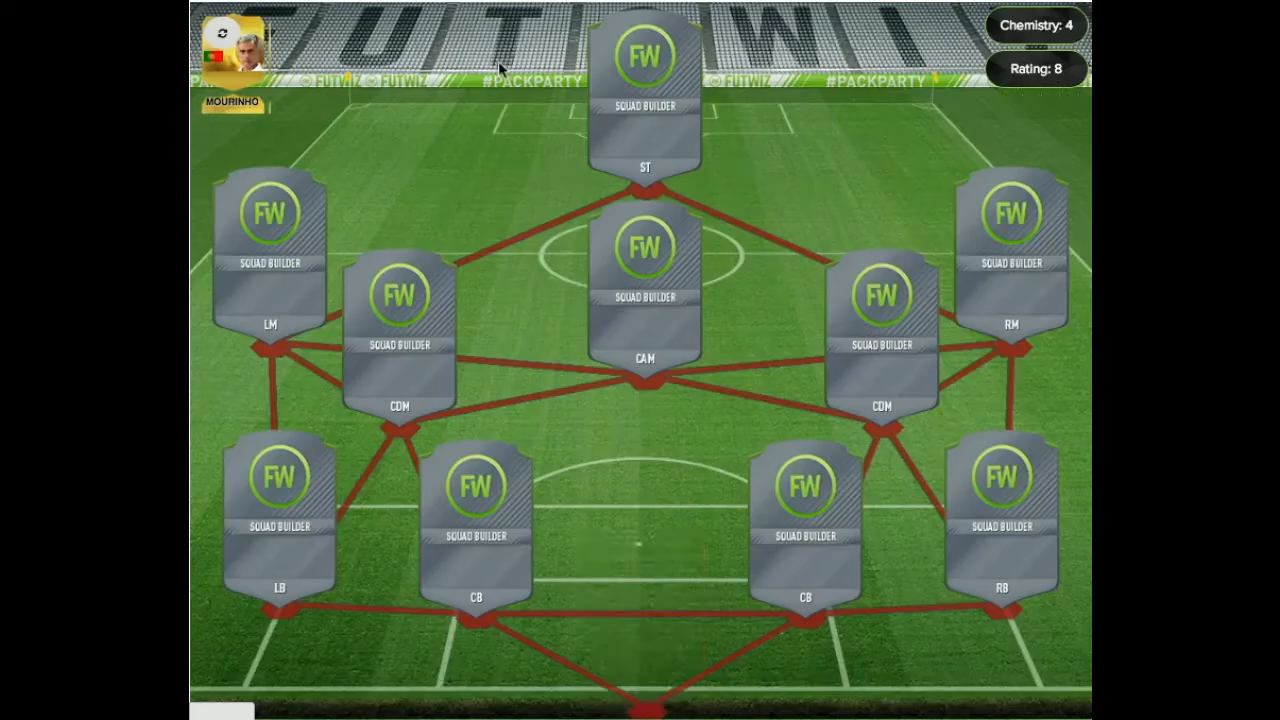 FUTWI
Chemistry: 4
Rating: 8
MOURINHO
FUTWIZ
FUTWIZ
#PACKPARTY
FUTWIZ
#PACKPARTY
FW
SQUAD BUILDER
ST
FW
SQUAD BUILDER
LM
FW
SQUAD BUILDER
RM
FW
SQUAD BUILDER
CAM
FW
SQUAD BUILDER
CDM
FW
SQUAD BUILDER
CDM
FW
SQUAD BUILDER
LB
FW
SQUAD BUILDER
CB
FW
SQUAD BUILDER
CB
FW
SQUAD BUILDER
RB